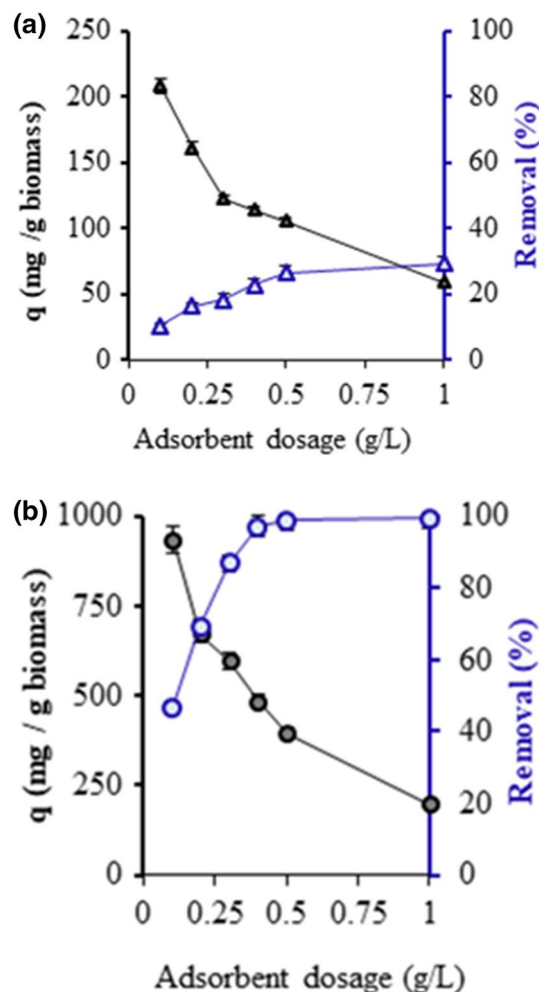 (a)
q (mg /g biomass)
250
200
150
100
50
0
100
80
60
40
20
0
Removal (%)
0 0.25 0.5 0.75 1
Adsorbent dosage (g/L)
(b)
q (mg / g biomass)
1000
750
500
250
0
100
80
60
40
20
0
Removal (%)
0 0.25 0.5 0.75 1
Adsorbent dosage (g/L)